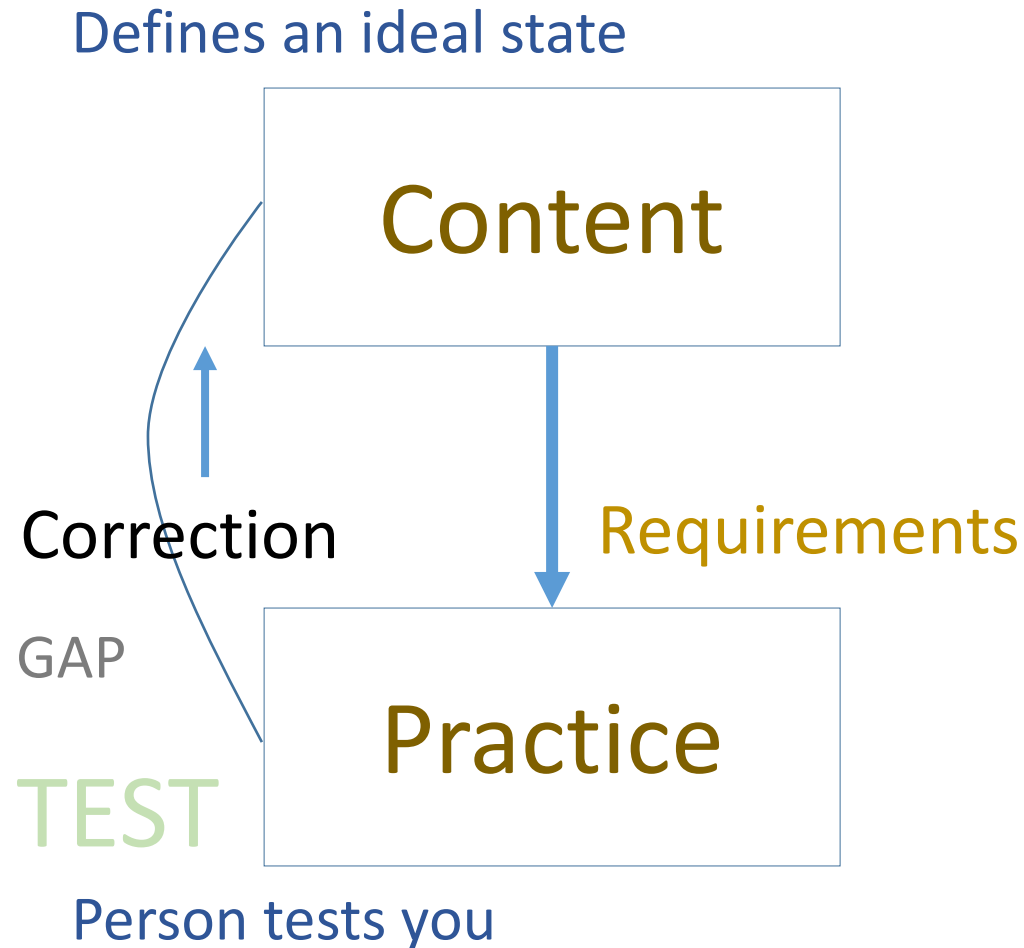 Defines an ideal state
Content
Correction
Requirements
GAP
Practice
TEST
Person tests you